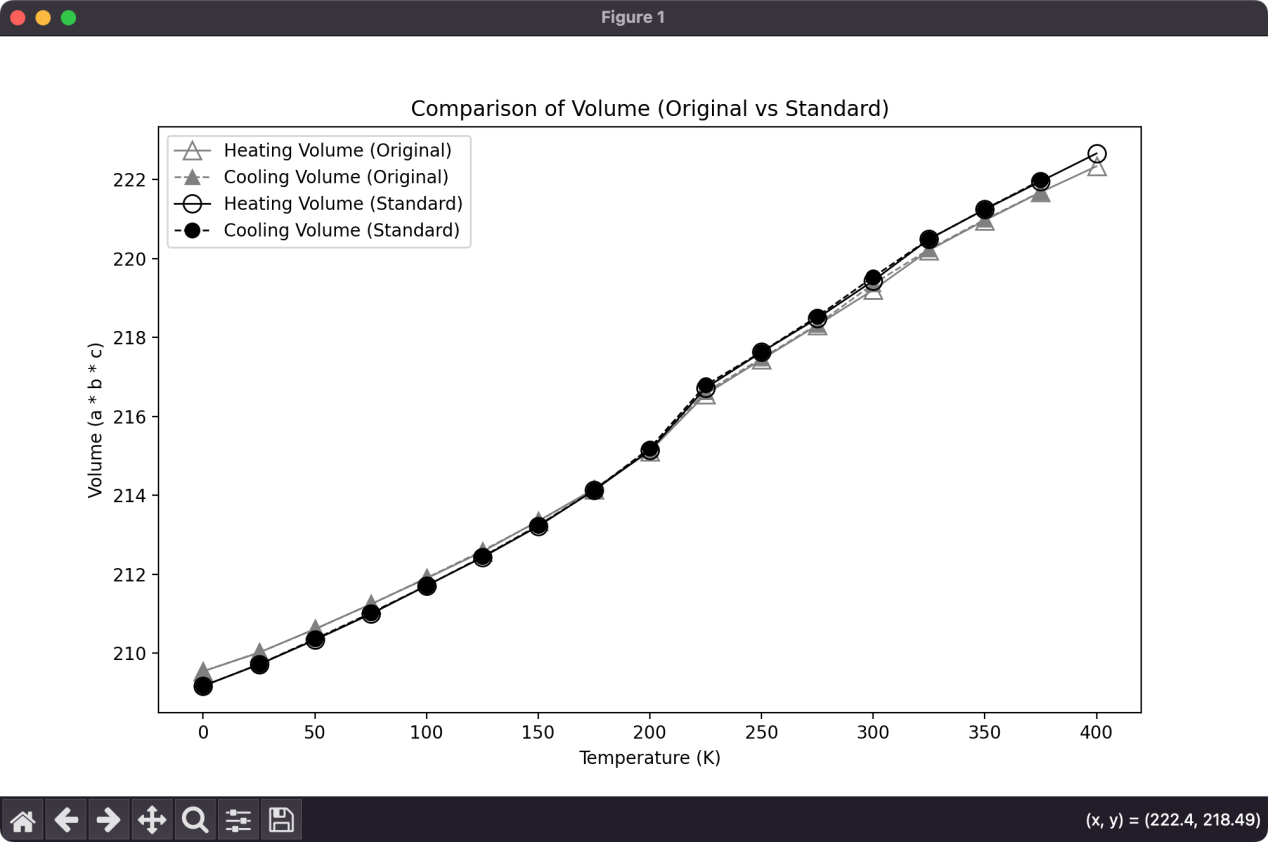 Figure 1
Comparison of Volume (Original vs Standard)
Heating Volume (Original)
Cooling Volume (Original)
Heating Volume (Standard)
Cooling Volume (Standard)
Volume (a * b * c)
222
220
218
216
214
212
210
0 50 100 150 200 250 300 350 400
Temperature (K)
(x, y) = (222.4, 218.49)